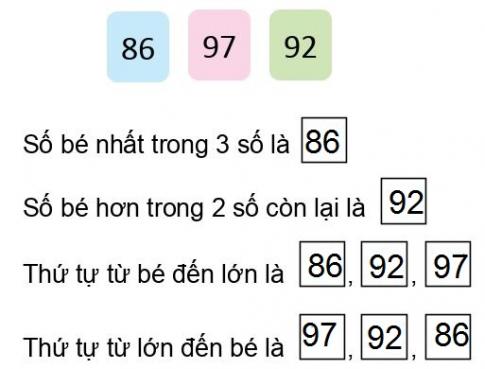 86 97 92
Số bé nhất trong 3 số là 86
Số bé hơn trong 2 số còn lại là 92
Thứ tự từ bé đến lớn là 86, 92, 97
Thứ tự từ lớn đến bé là 97, 92, 86